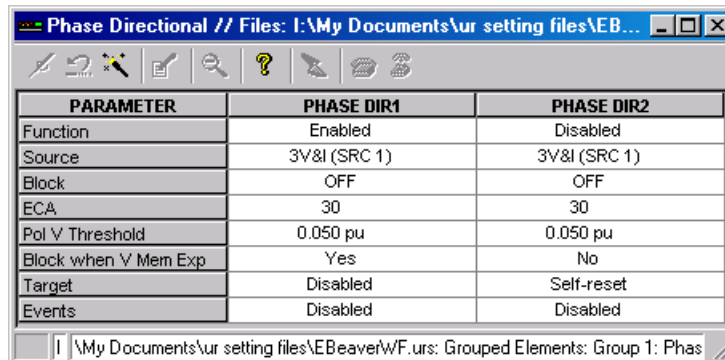 Phase Directional // Files: I:\My Documents\ur setting files\EB...
PARAMETER PHASE DIR1 PHASE DIR2
Function Enabled Disabled
Source 3V&I (SRC 1) 3V&I (SRC 1)
Block OFF OFF
ECA 30 30
Pol V Threshold 0.050 pu 0.050 pu
Block when V Mem Exp Yes No
Target Disabled Self-reset
Events Disabled Disabled
\My Documents\ur setting files\EBeaverWF.urs: Grouped Elements: Group 1: Phas